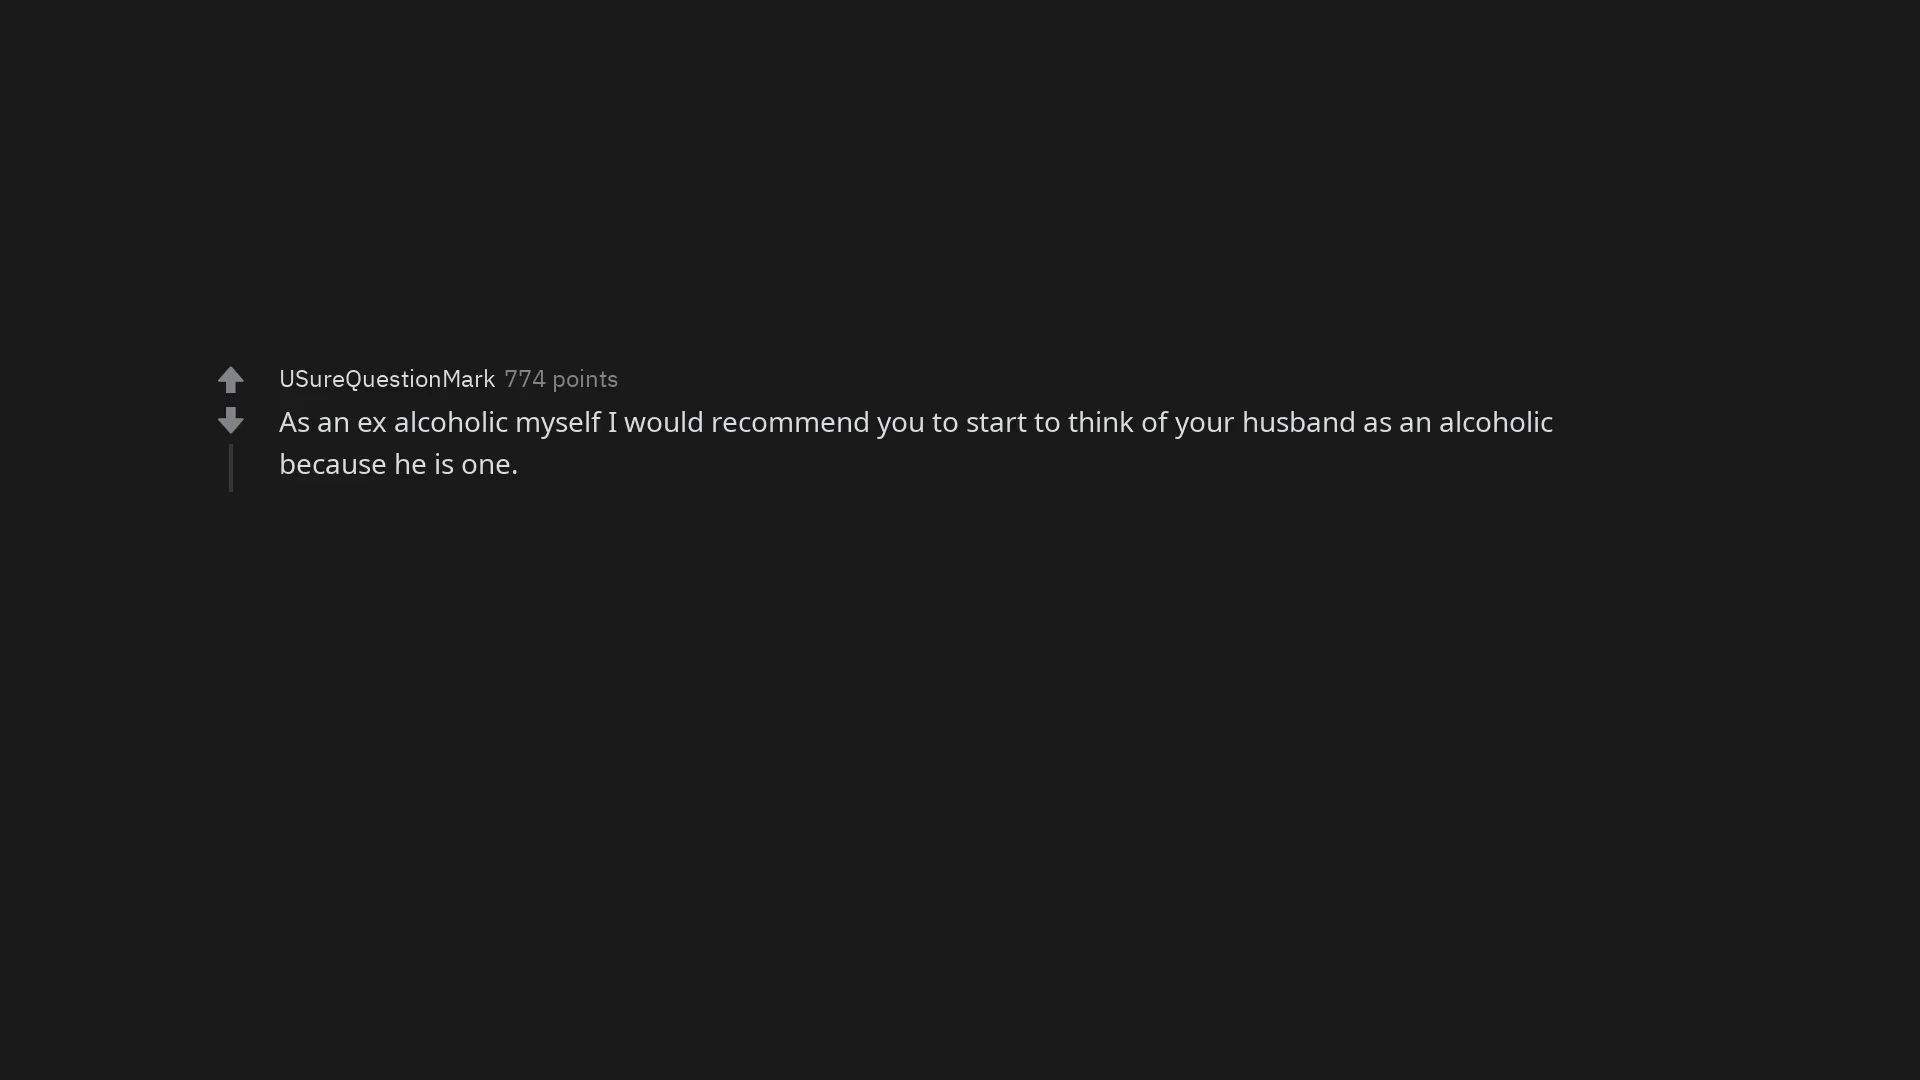 USureQuestionMark 774 points
As an ex alcoholic myself I would recommend you to start to think of your husband as an alcoholic
because he is one.